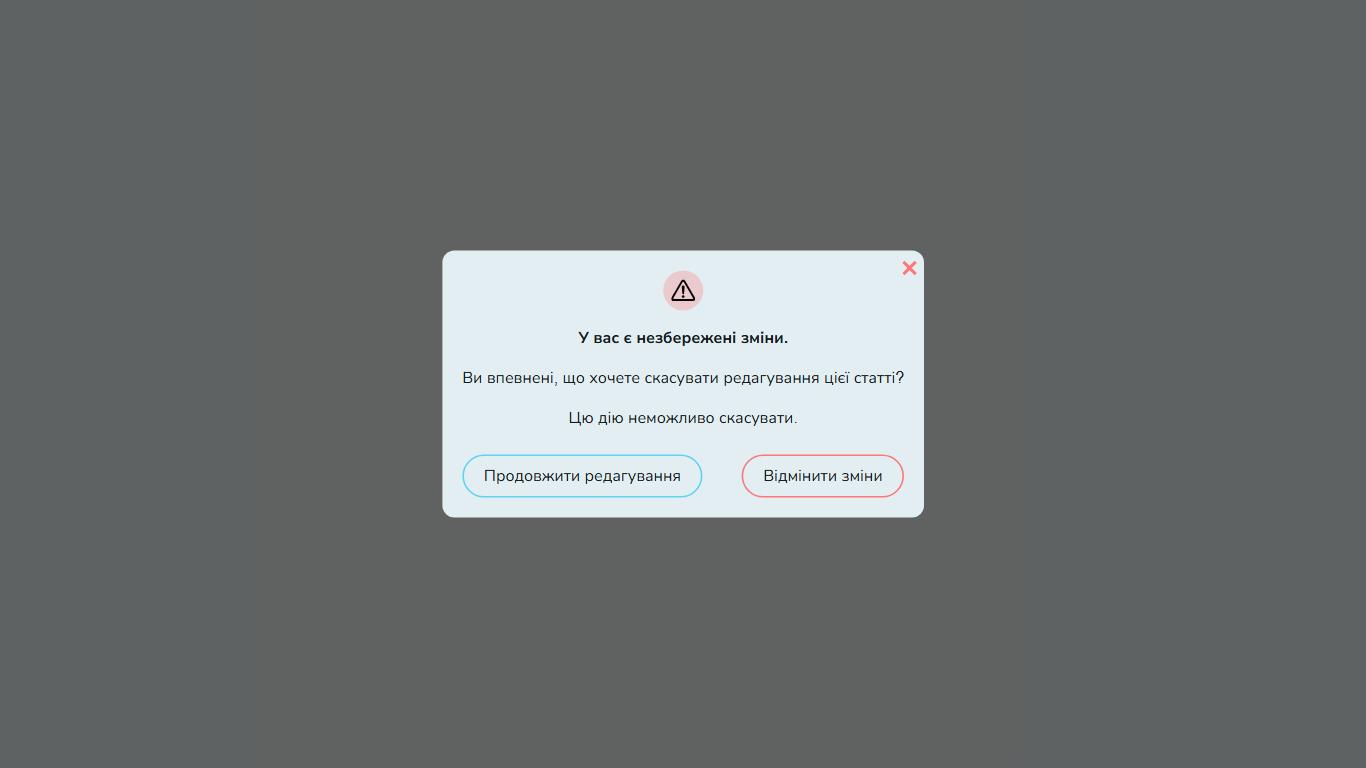 У вас є незбережені зміни.
Ви впевнені, що хочете скасувати редагування цієї статті?
Цю дію неможливо скасувати.
Продовжити редагування
Відмінити зміни